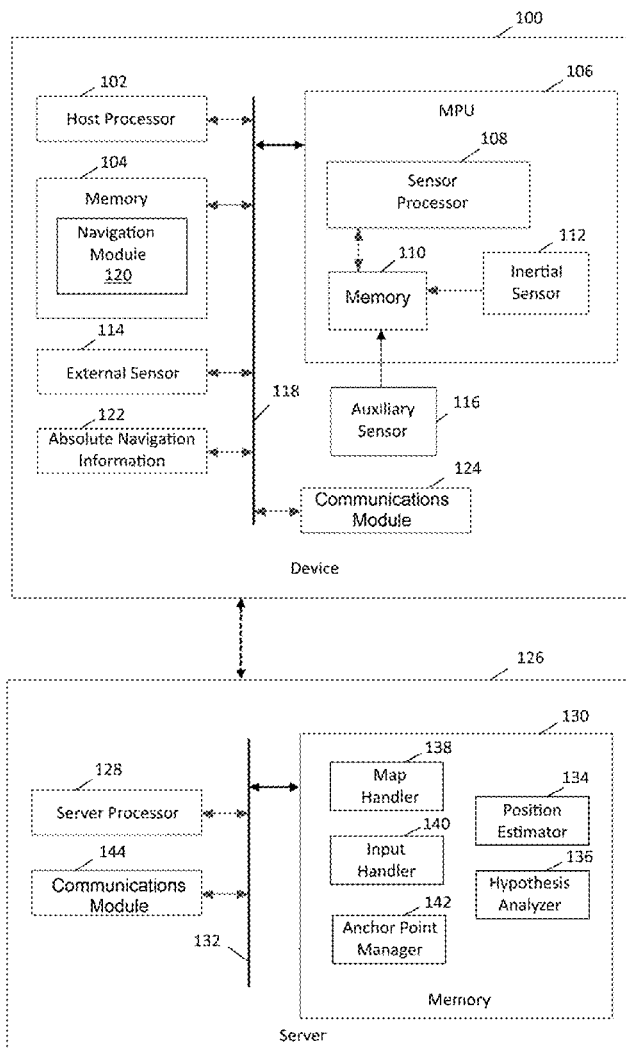 100
102
Host Processor
104
Memory
Navigation
Module
120
114
External Sensor
122
Absolute Navigation
Information
118
106
MPU
108
Sensor
Processor
110
Memory
112
Inertial
Sensor
Auxiliary
Sensor
116
124
Communications
Module
Device
126
128
Server Processor
144
Communications
Module
132
130
138
Map
Handler
134
Position
Estimator
140
Input
Handler
136
Hypothesis
Analyzer
142
Anchor Point
Manager
Memory
Server